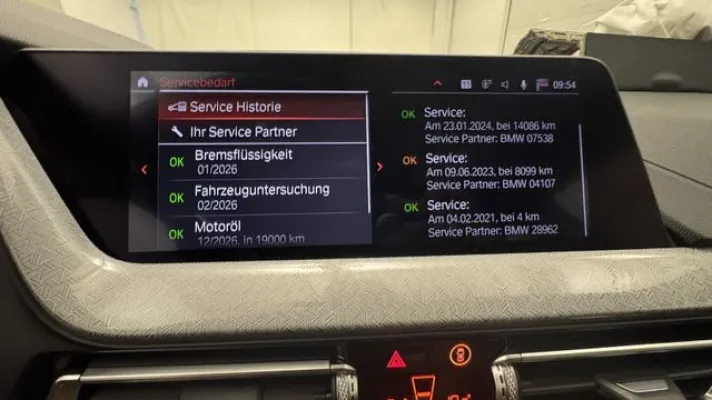 Servicebedarf
11
09:54
Service Historie
Ihr Service Partner
OK Bremsflüssigkeit
01/2026
OK Fahrzeuguntersuchung
02/2026
OK Motoröl
12/2026, in 19000 km
OK Service:
Am 23.01.2024, bei 14086 km
Service Partner: BMW 07538
OK Service:
Am 09.06.2023, bei 8099 km
Service Partner: BMW 04107
OK Service:
Am 04.02.2021, bei 4 km
Service Partner: BMW 28962